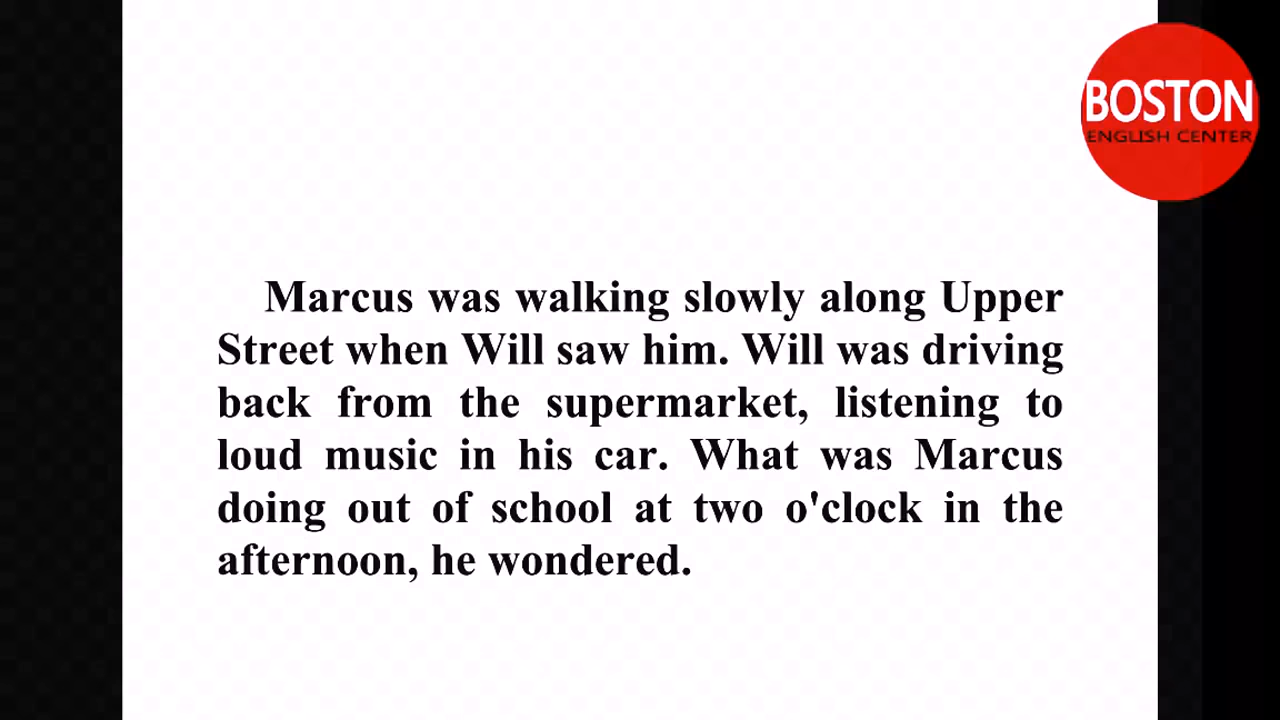 BOSTON
ENGLISH CENTER
Marcus was walking slowly along Upper
Street when Will saw him. Will was driving
back from the supermarket, listening to
loud music in his car. What was Marcus
doing out of school at two o'clock in the
afternoon, he wondered.